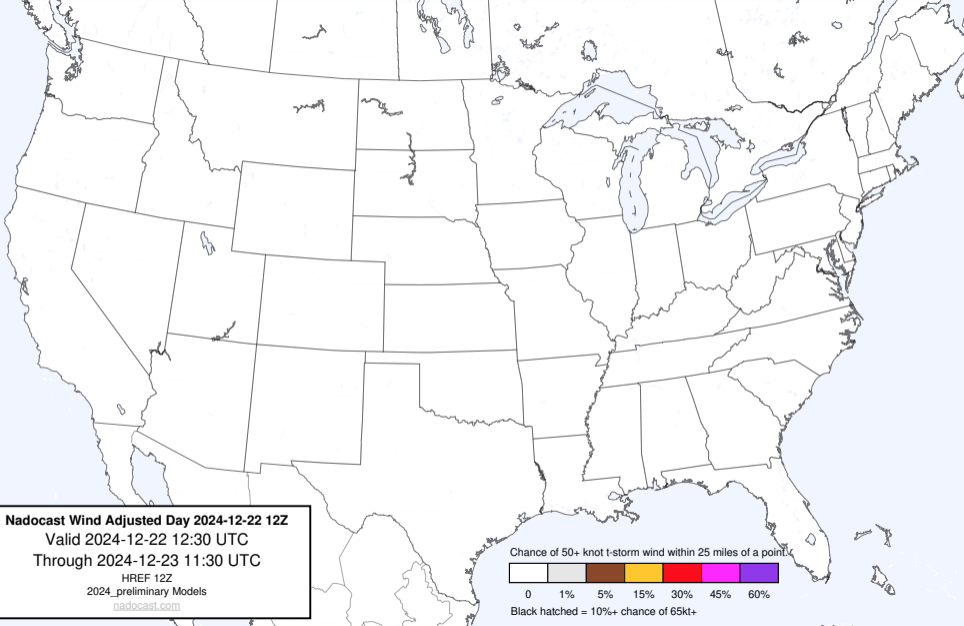 Nadocast Wind Adjusted Day 2024-12-22 12Z
Valid 2024-12-22 12:30 UTC
Through 2024-12-23 11:30 UTC
HREF 12Z
2024_preliminary Models
nadocast.com
Chance of 50+ knot t-storm wind within 25 miles of a point.
0 1% 5% 15% 30% 45% 60%
Black hatched = 10%+ chance of 65kt+